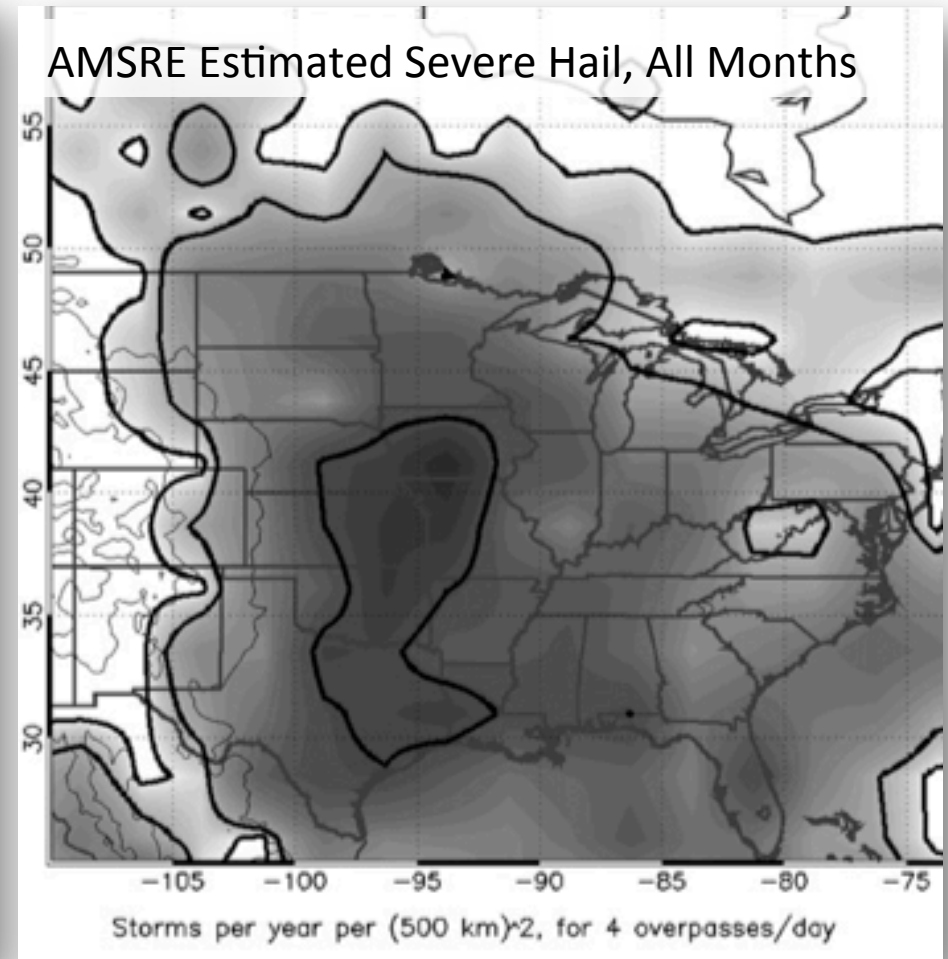 AMSRE Estimated Severe Hail, All Months
55
50
45
40
35
30
−105 −100 −95 −90 −85 −80 −75
Storms per year per (500 km)^2, for 4 overpasses/day